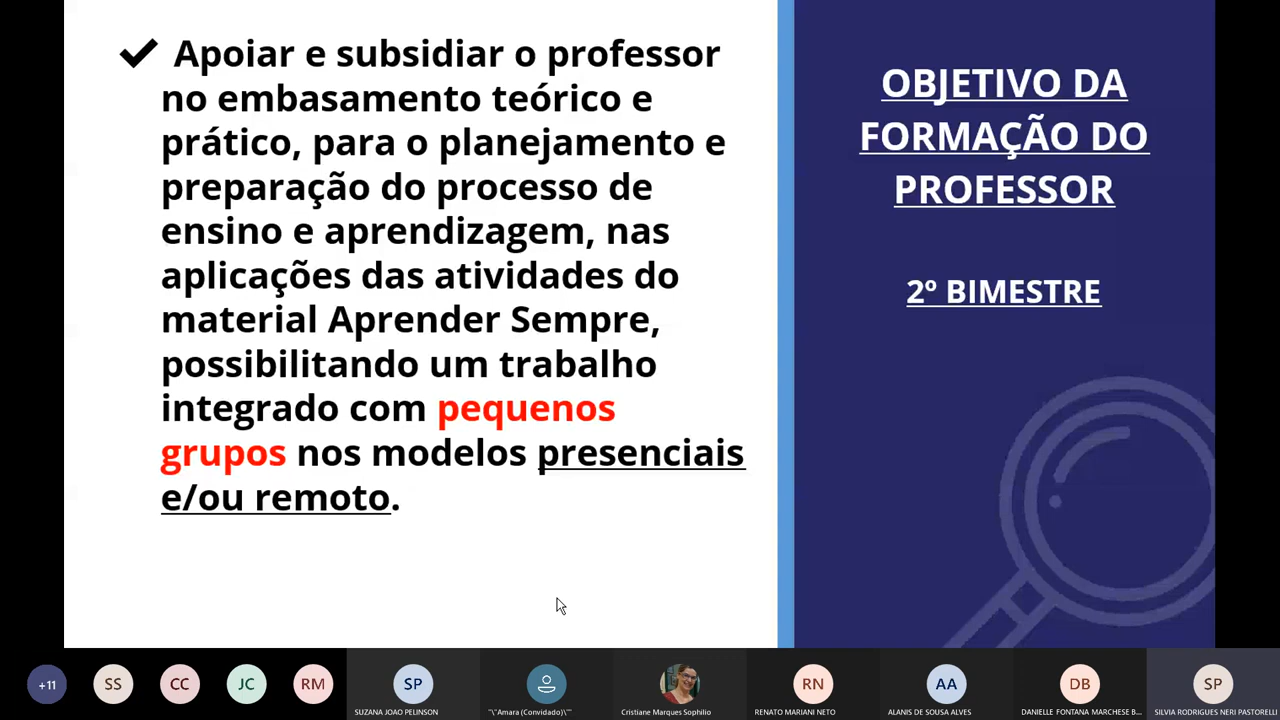 ✔ Apoiar e subsidiar o professor
no embasamento teórico e
prático, para o planejamento e
preparação do processo de
ensino e aprendizagem, nas
aplicações das atividades do
material Aprender Sempre,
possibilitando um trabalho
integrado com pequenos
grupos nos modelos presenciais
e/ou remoto.
OBJETIVO DA
FORMAÇÃO DO
PROFESSOR
2º BIMESTRE
+11
SS
CC
JC
RM
SP
SUZANA JOAO PELINSON
"\"Amara (Convidado)\""
Cristiane Marques Sophilio
RN
RENATO MARIANI NETO
AA
ALANIS DE SOUSA ALVES
DB
DANIELLE FONTANA MARCHESE B...
SP
SILVIA RODRIGUES NERI PASTORELLI